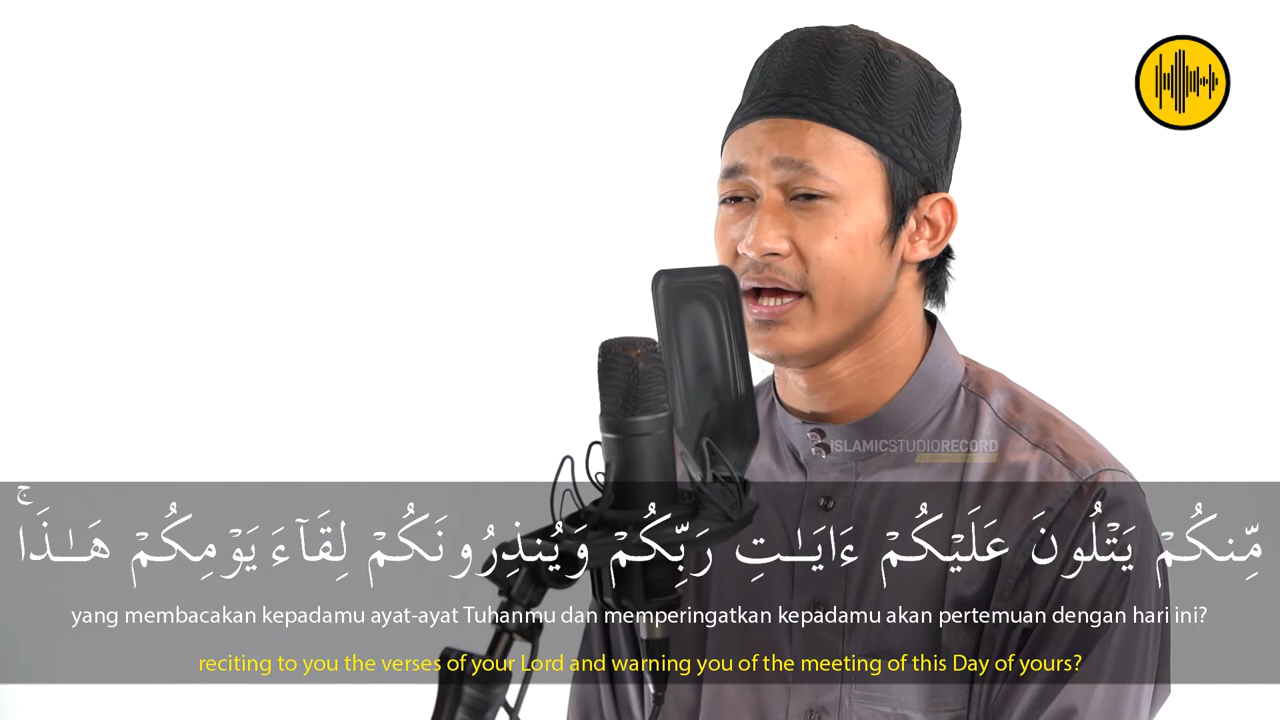 ISLAMICSTUDIORECORD
مِّنكُمْ يَتْلُونَ عَلَيْكُمْ ءَايَـٰتِ رَبِّكُمْ وَيُنذِرُونَكُمْ لِقَآءَ يَوْمِكُمْ هَـٰذَا ۚ
yang membacakan kepadamu ayat-ayat Tuhanmu dan memperingatkan kepadamu akan pertemuan dengan hari ini?
reciting to you the verses of your Lord and warning you of the meeting of this Day of yours?